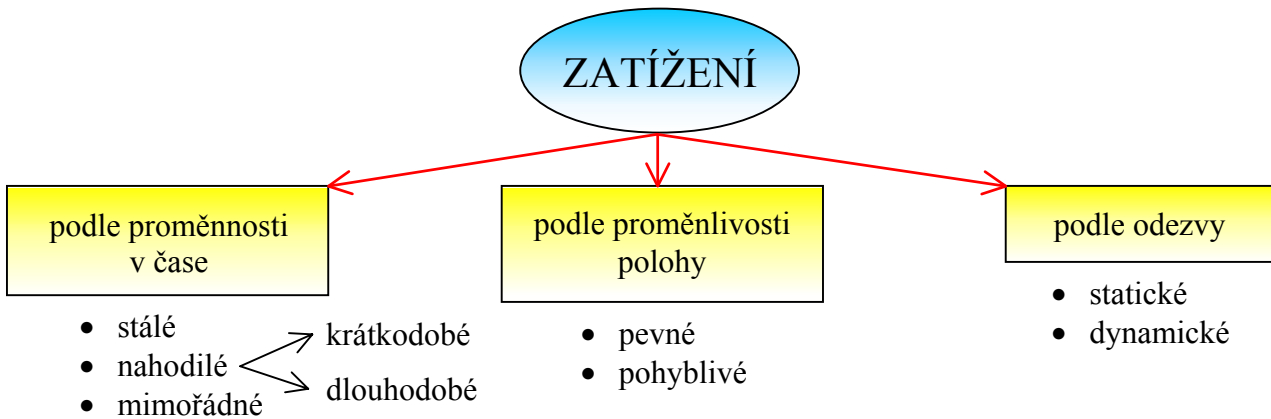 ZATÍŽENÍ
podle proměnnosti
v čase
• stálé
• nahodilé
krátkodobé
dlouhodobé
• mimořádné
podle proměnlivosti
polohy
• pevné
• pohyblivé
podle odezvy
• statické
• dynamické